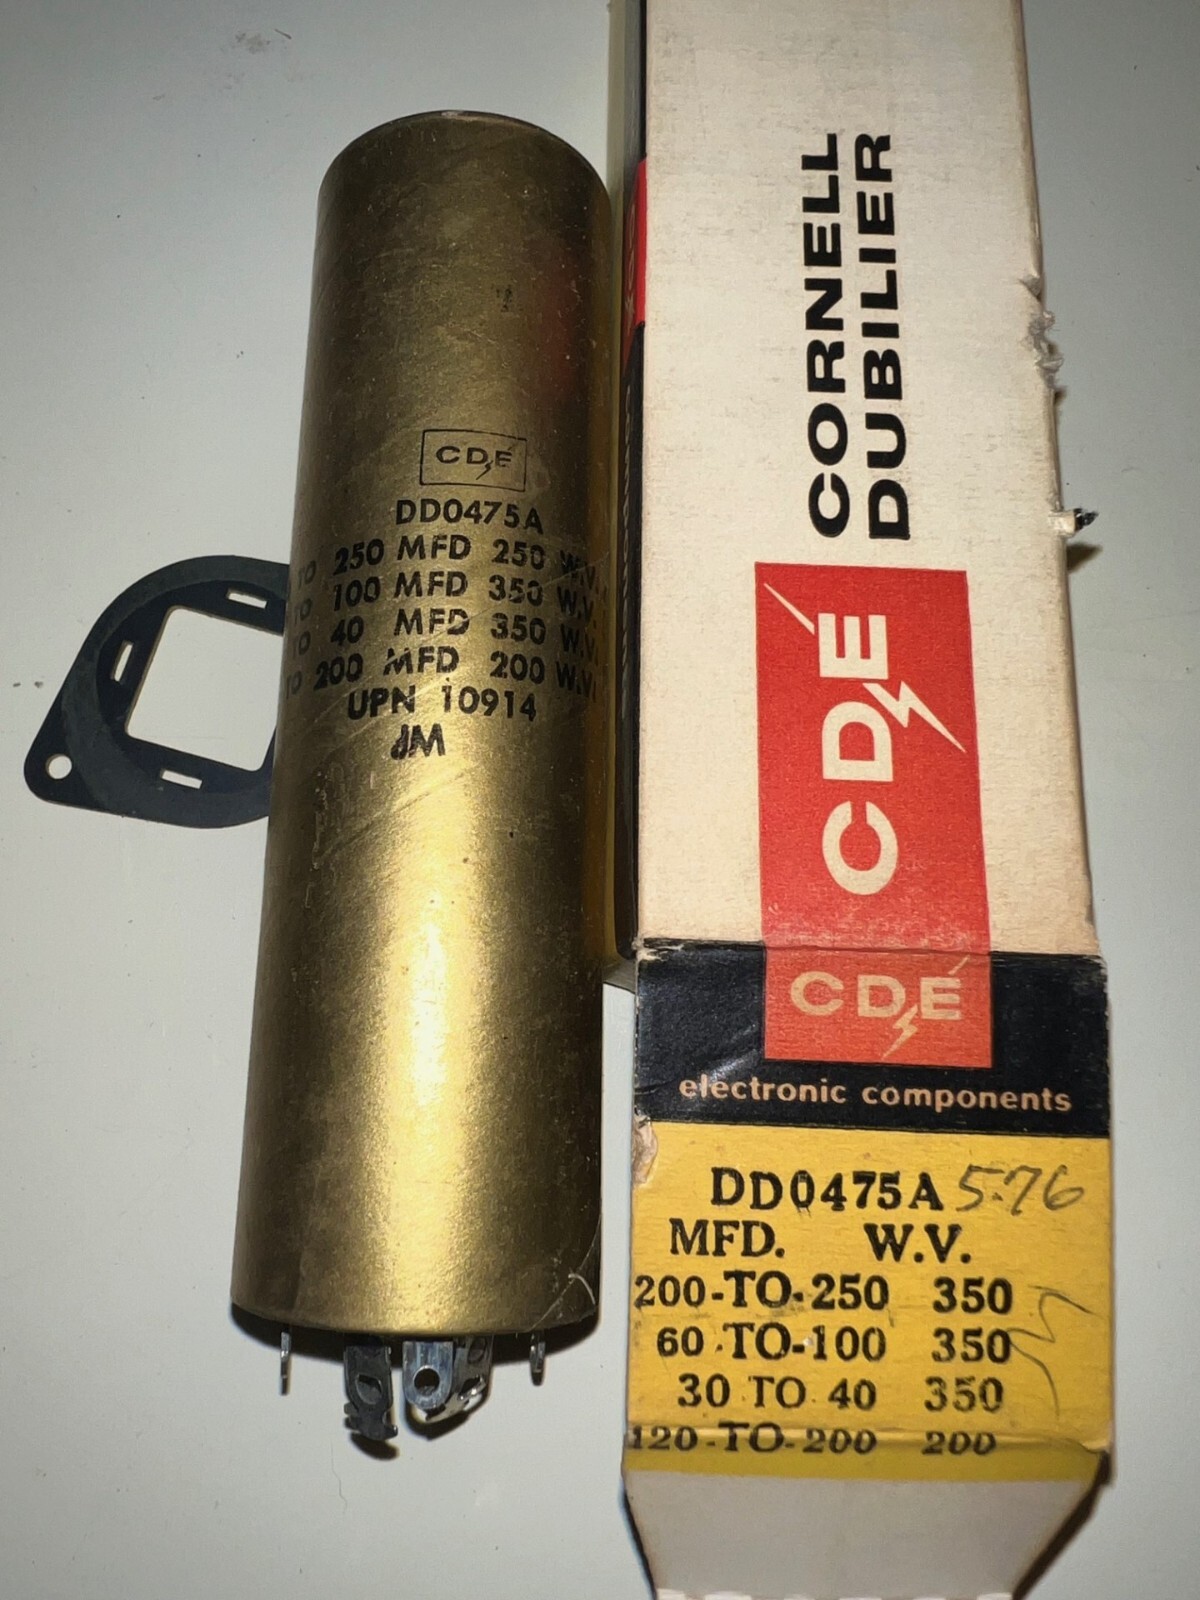 CDE
DD0475A
TO 250 MFD 250 W.V.
TO 100 MFD 350 W.V.
TO 40 MFD 350 W.V.
TO 200 MFD 200 W.V.
UPN 10914
JM
CORNELL
DUBILIER
CDE
CDE
electronic components
DD0475A 5.76
MFD. W.V.
200-TO-250 350
60-TO-100 350
30 TO 40 350
120-TO-200 200